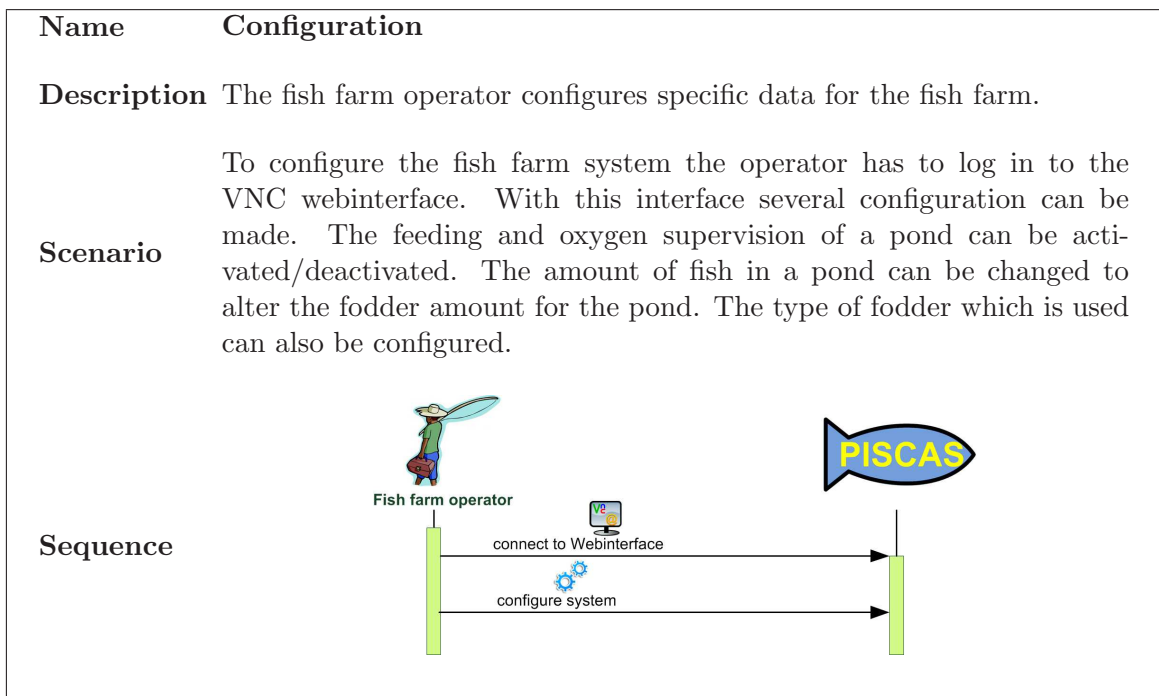 Name Configuration
Description The fish farm operator configures specific data for the fish farm.
To configure the fish farm system the operator has to log in to the
VNC webinterface. With this interface several configuration can be
made. The feeding and oxygen supervision of a pond can be acti-
Scenario
vated/deactivated. The amount of fish in a pond can be changed to
alter the fodder amount for the pond. The type of fodder which is used
can also be configured.
PISCAS
Fish farm operator
Sequence
connect to Webinterface
configure system